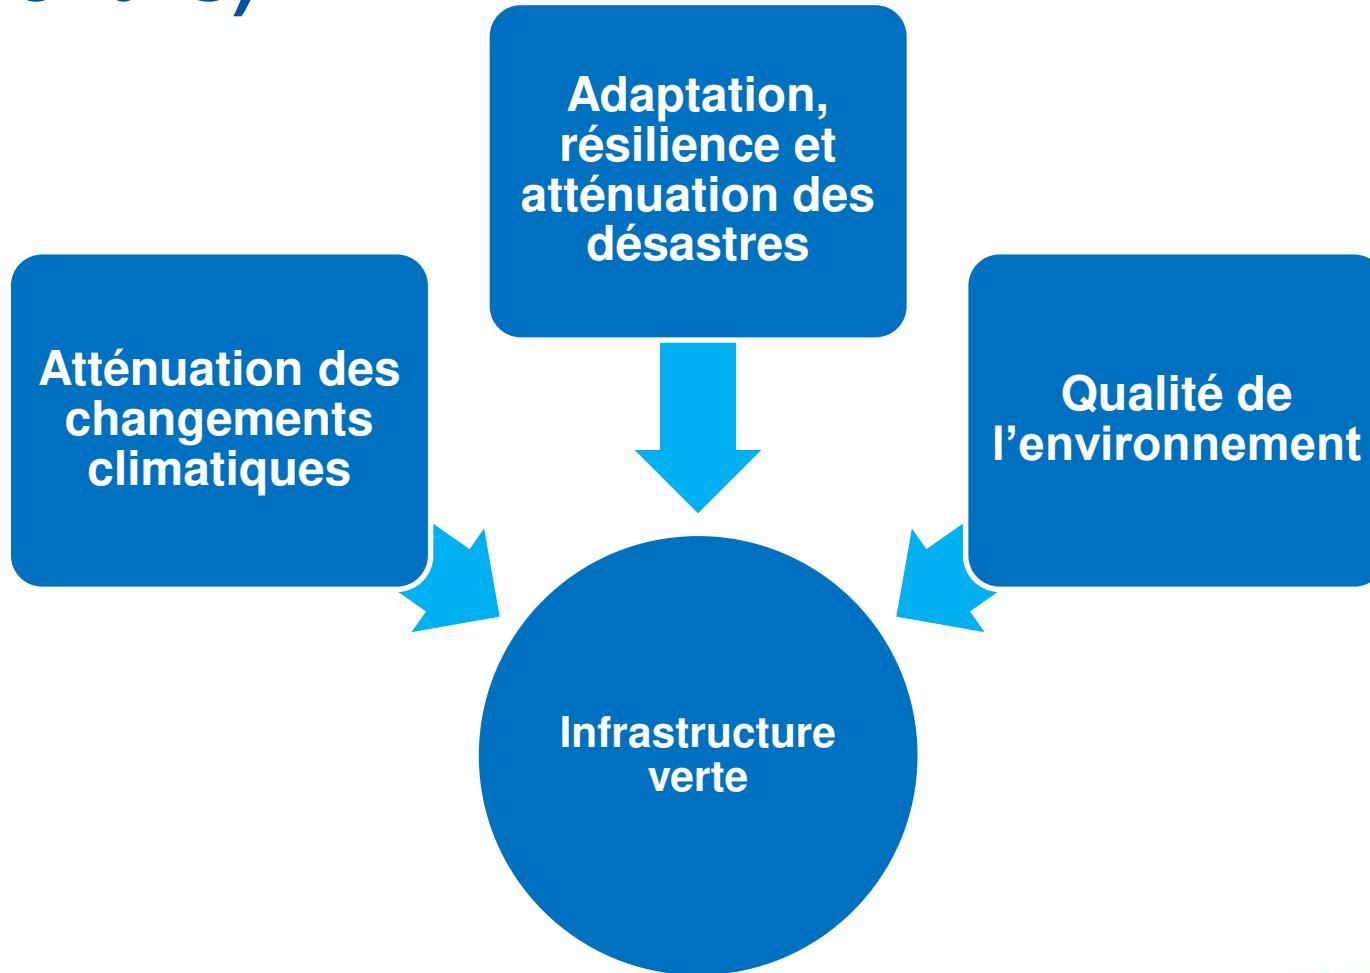 Adaptation,
résilience et
atténuation des
désastres
Atténuation des
changements
climatiques
Qualité de
l’environnement
Infrastructure
verte